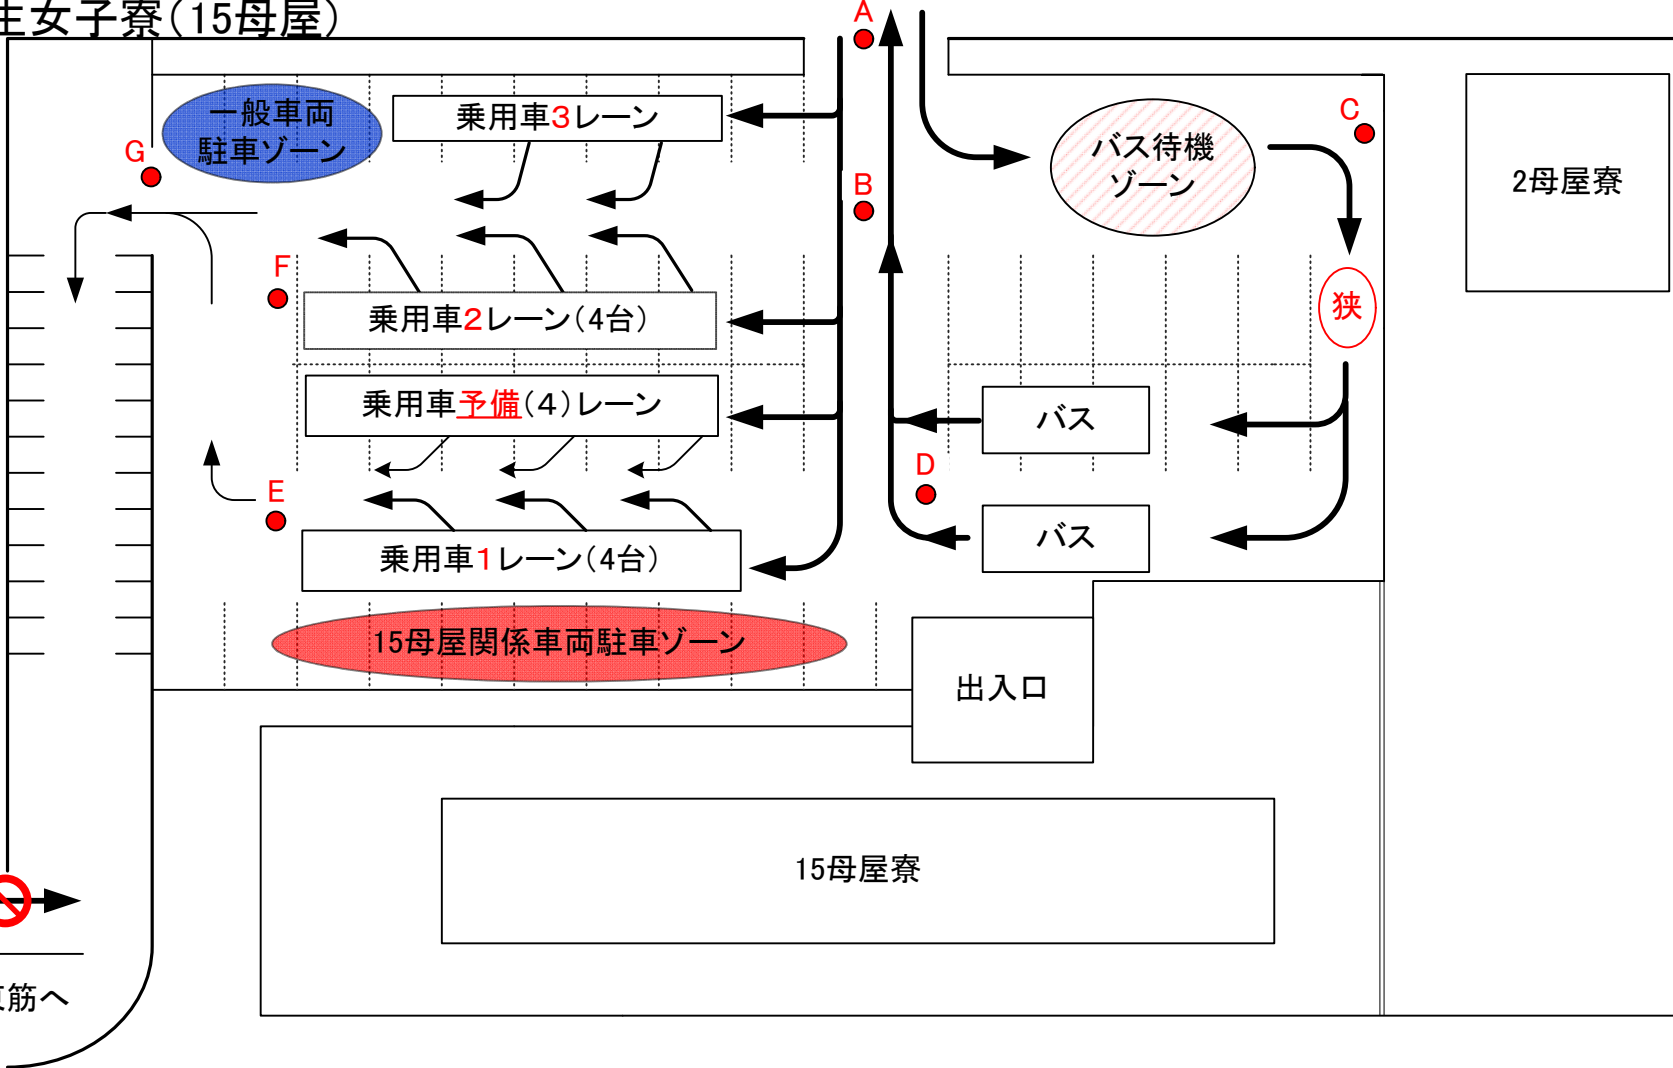 生女子寮(15母屋)
A
一般車両
駐車ゾーン
乗用車3レーン
C
バス待機
ゾーン
G
B
2母屋寮
F
乗用車2レーン(4台)
狭
乗用車予備(4)レーン
バス
D
E
バス
乗用車1レーン(4台)
15母屋関係車両駐車ゾーン
出入口
15母屋寮
筋へ